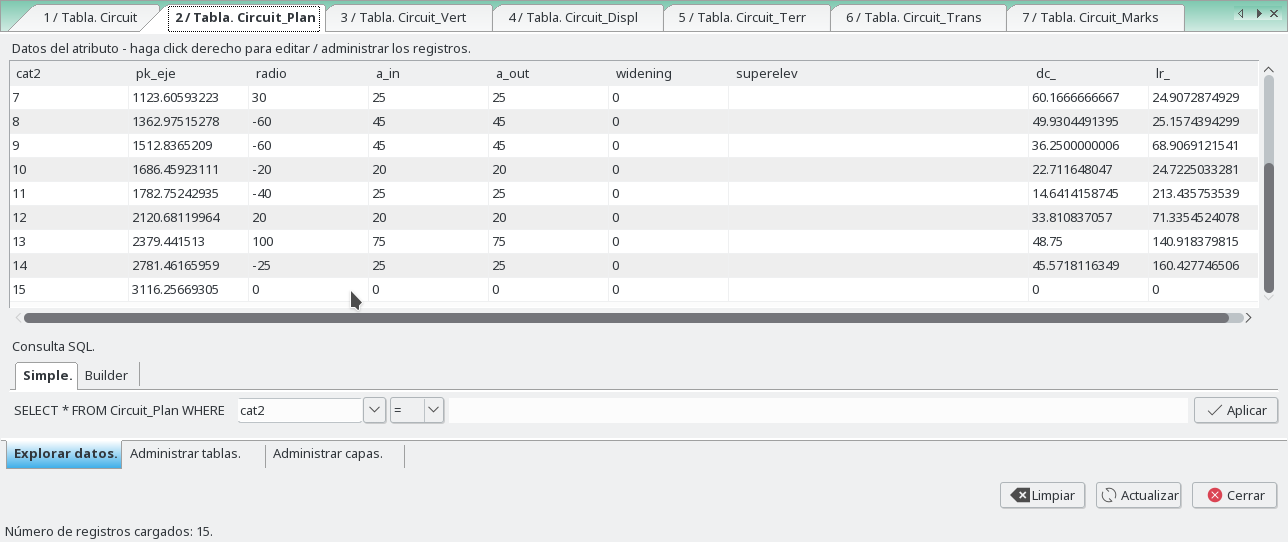 1 / Tabla. Circuit 2 / Tabla. Circuit_Plan 3 / Tabla. Circuit_Vert 4 / Tabla. Circuit_Displ 5 / Tabla. Circuit_Terr 6 / Tabla. Circuit_Trans 7 / Tabla. Circuit_Marks
Datos del atributo - haga click derecho para editar / administrar los registros.
cat2 pk_eje radio a_in a_out widening superelev dc_ lr_
7 1123.60593223 30 25 25 0 60.1666666667 24.9072874929
8 1362.97515278 -60 45 45 0 49.9304491395 25.1574394299
9 1512.8365209 -60 45 45 0 36.2500000006 68.9069121541
10 1686.45923111 -20 20 20 0 22.711648047 24.7225033281
11 1782.75242935 -40 25 25 0 14.6414158745 213.435753539
12 2120.68119964 20 20 20 0 33.810837057 71.3354524078
13 2379.441513 100 75 75 0 48.75 140.918379815
14 2781.46165959 -25 25 25 0 45.5718116349 160.427746506
15 3116.25669305 0 0 0 0 0 0
Consulta SQL.
Simple. Builder
SELECT * FROM Circuit_Plan WHERE cat2 = Aplicar
Explorar datos. Administrar tablas. Administrar capas.
Limpiar Actualizar Cerrar
Número de registros cargados: 15.